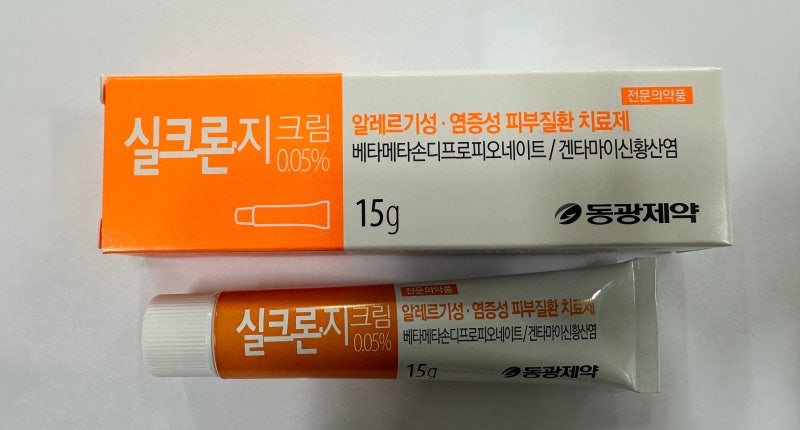 전문의약품
실크론·지 크림
0.05%
알레르기성·염증성 피부질환 치료제
베타메타손디프로피오네이트/겐타마이신황산염
15g
동광제약
전문의약품
실크론·지 크림
0.05%
알레르기성·염증성 피부질환 치료제
베타메타손디프로피오네이트/겐타마이신황산염
15g
동광제약